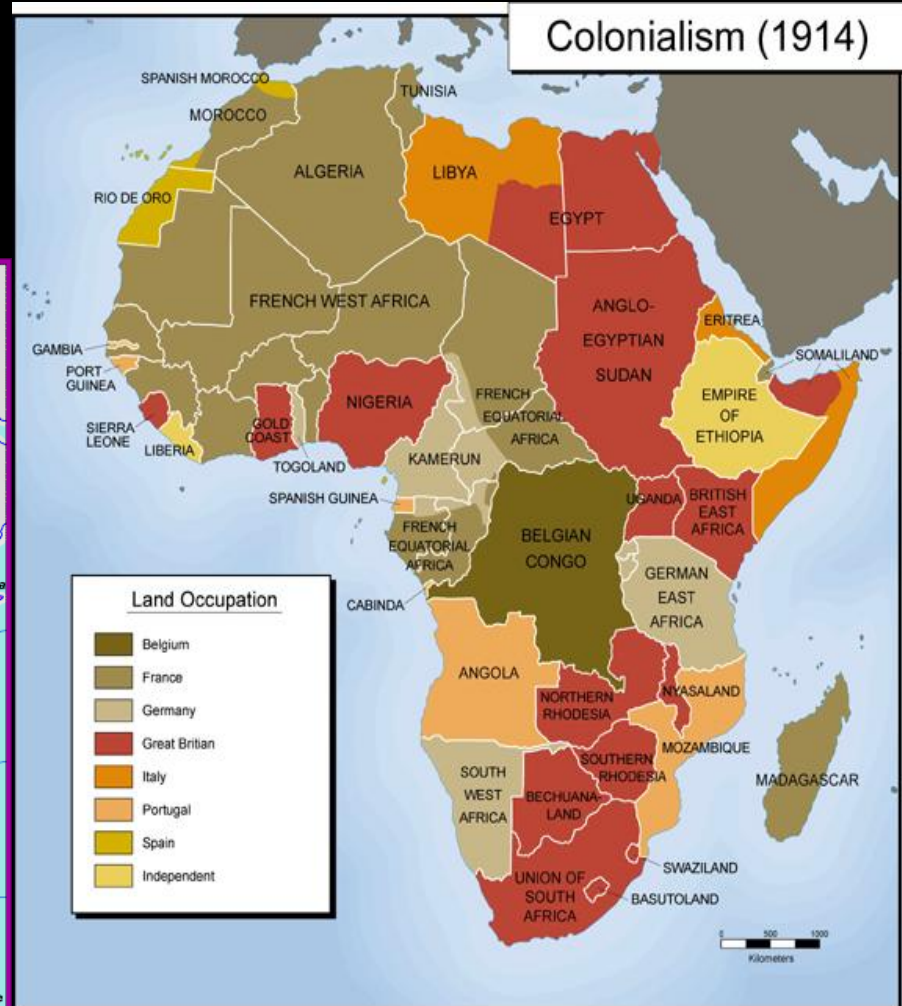 Colonialism (1914)
SPANISH MOROCCO
TUNISIA
MOROCCO
ALGERIA
LIBYA
EGYPT
RIO DE ORO
FRENCH WEST AFRICA
ANGLO-
EGYPTIAN
SUDAN
ERITREA
SOMALILAND
GAMBIA
PORT
GUINEA
NIGERIA
FRENCH
EQUATORIAL
AFRICA
EMPIRE
OF
ETHIOPIA
SIERRA
LEONE
LIBERIA
GOLD
COAST
TOGOLAND
KAMERUN
SPANISH GUINEA
UGANDA
BRITISH
EAST
AFRICA
FRENCH
EQUATORIAL
AFRICA
BELGIAN
CONGO
GERMAN
EAST
AFRICA
CABINDA
ANGOLA
NORTHERN
RHODESIA
NYASALAND
MOZAMBIQUE
SOUTHERN
RHODESIA
MADAGASCAR
SOUTH
WEST
AFRICA
BECHUANA-
LAND
SWAZILAND
UNION OF
SOUTH
AFRICA
BASUTOLAND
Land Occupation
Belgium
France
Germany
Great Britian
Italy
Portugal
Spain
Independent
0 500 1000
Kilometers